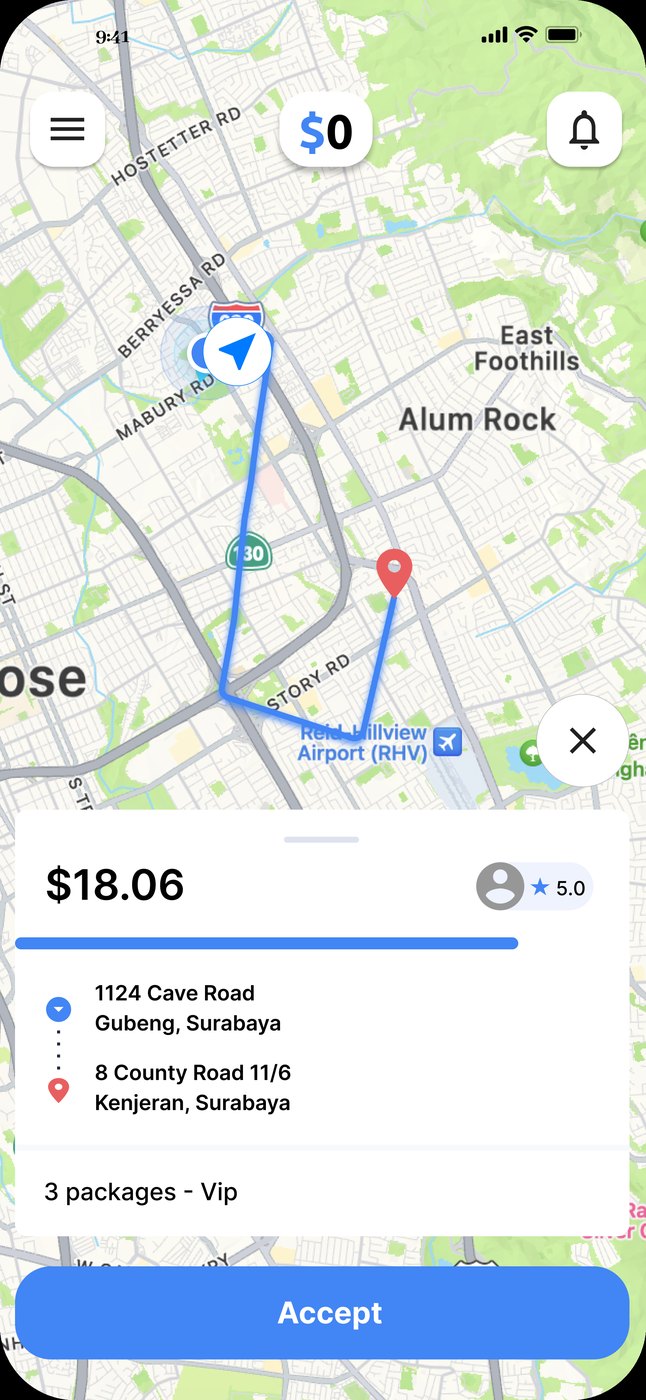 9:41
$0
HOSTETTER RD
BERRYESSA RD
MABURY RD
East
Foothills
Alum Rock
130
ose
STORY RD
Reid-Hillview
Airport (RHV)
$18.06
5.0
1124 Cave Road
Gubeng, Surabaya
8 County Road 11/6
Kenjeran, Surabaya
3 packages - Vip
Accept